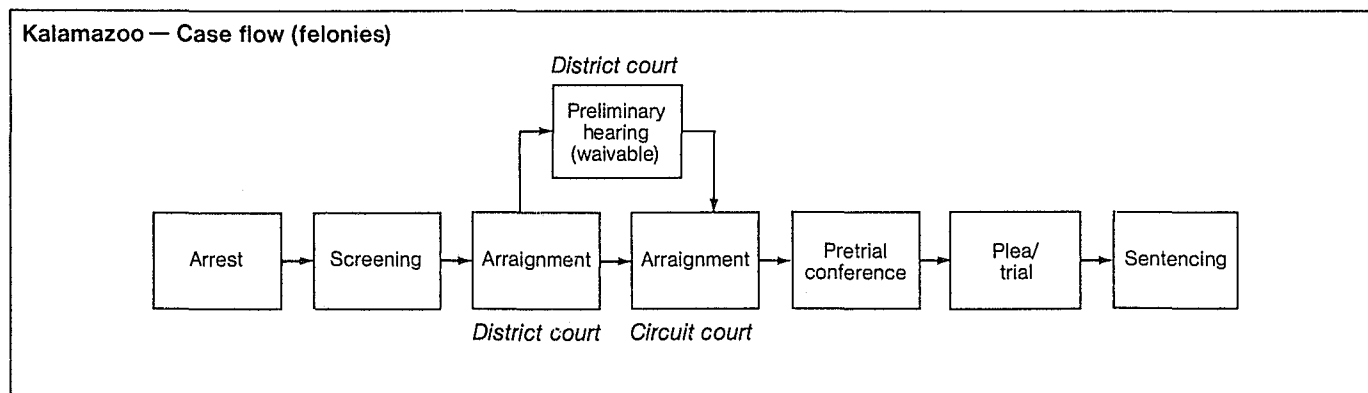 Kalamazoo — Case flow (felonies)
District court
Preliminary
hearing
(waivable)
Arrest
Screening
Arraignment
Arraignment
Pretrial
conference
Plea/
trial
Sentencing
District court
Circuit court